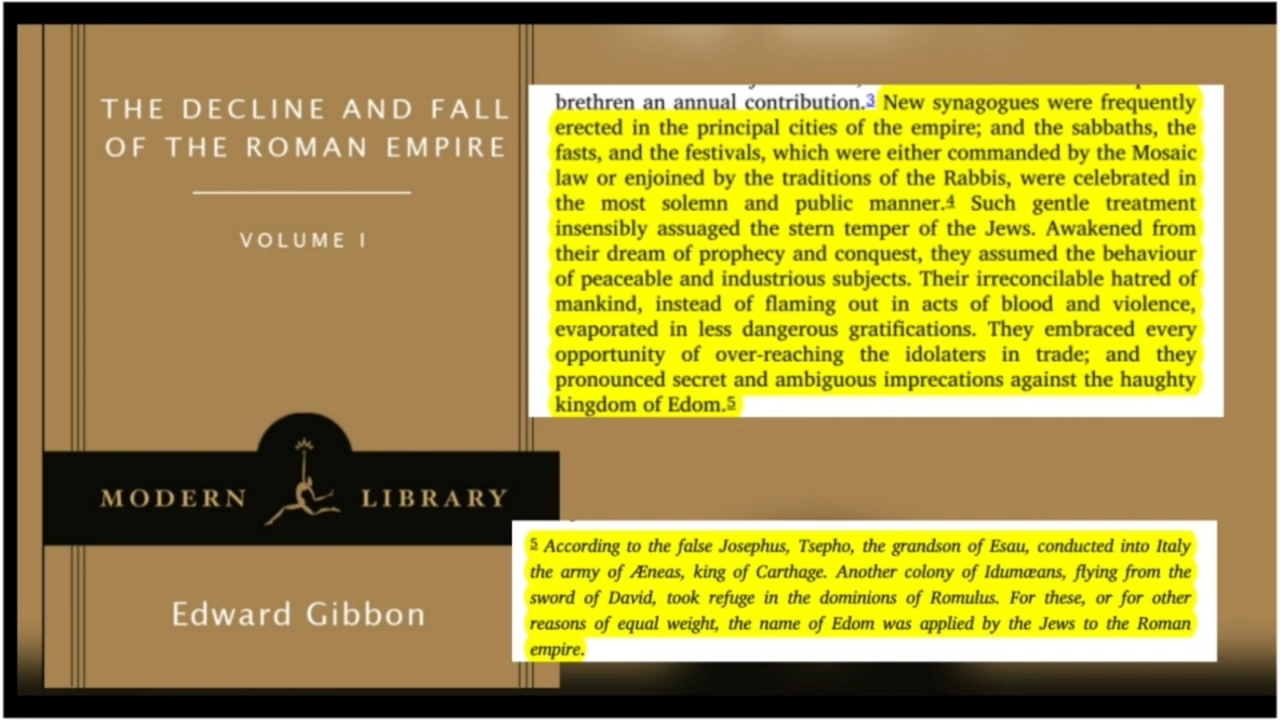 THE DECLINE AND FALL
OF THE ROMAN EMPIRE
VOLUME I
MODERN LIBRARY
Edward Gibbon
brethren an annual contribution.3 New synagogues were frequently
erected in the principal cities of the empire; and the sabbaths, the
fasts, and the festivals, which were either commanded by the Mosaic
law or enjoined by the traditions of the Rabbis, were celebrated in
the most solemn and public manner.4 Such gentle treatment
insensibly assuaged the stern temper of the Jews. Awakened from
their dream of prophecy and conquest, they assumed the behaviour
of peaceable and industrious subjects. Their irreconcilable hatred of
mankind, instead of flaming out in acts of blood and violence,
evaporated in less dangerous gratifications. They embraced every
opportunity of over-reaching the idolaters in trade; and they
pronounced secret and ambiguous imprecations against the haughty
kingdom of Edom.5
5 According to the false Josephus, Tsepho, the grandson of Esau, conducted into Italy
the army of Æneas, king of Carthage. Another colony of Idumæans, flying from the
sword of David, took refuge in the dominions of Romulus. For these, or for other
reasons of equal weight, the name of Edom was applied by the Jews to the Roman
empire.